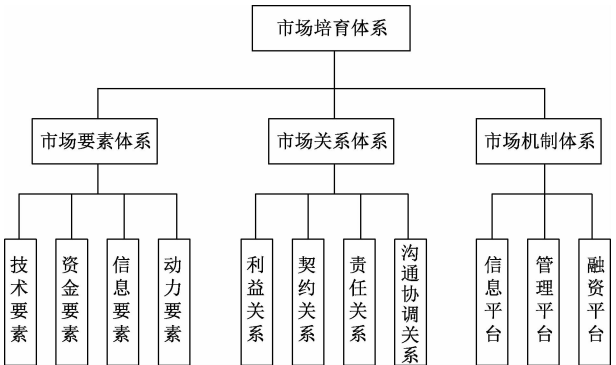 市场培育体系
市场要素体系
市场关系体系
市场机制体系
技术要素
资金要素
信息要素
动力要素
利益关系
契约关系
责任关系
沟通协调关系
信息平台
管理平台
融资平台